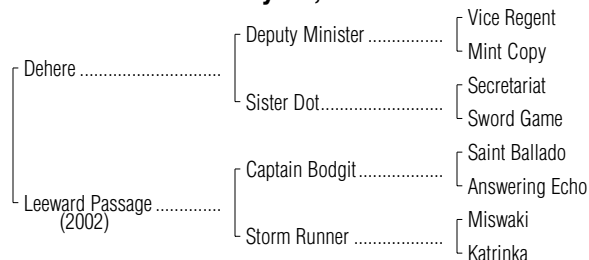 Vice Regent
Deputy Minister ................
Mint Copy
Dehere .............................
Secretariat
Sister Dot.........................
Sword Game
Saint Ballado
Captain Bodgit..................
Answering Echo
Leeward Passage .............
(2002)
Miswaki
Storm Runner ..................
Katrinka